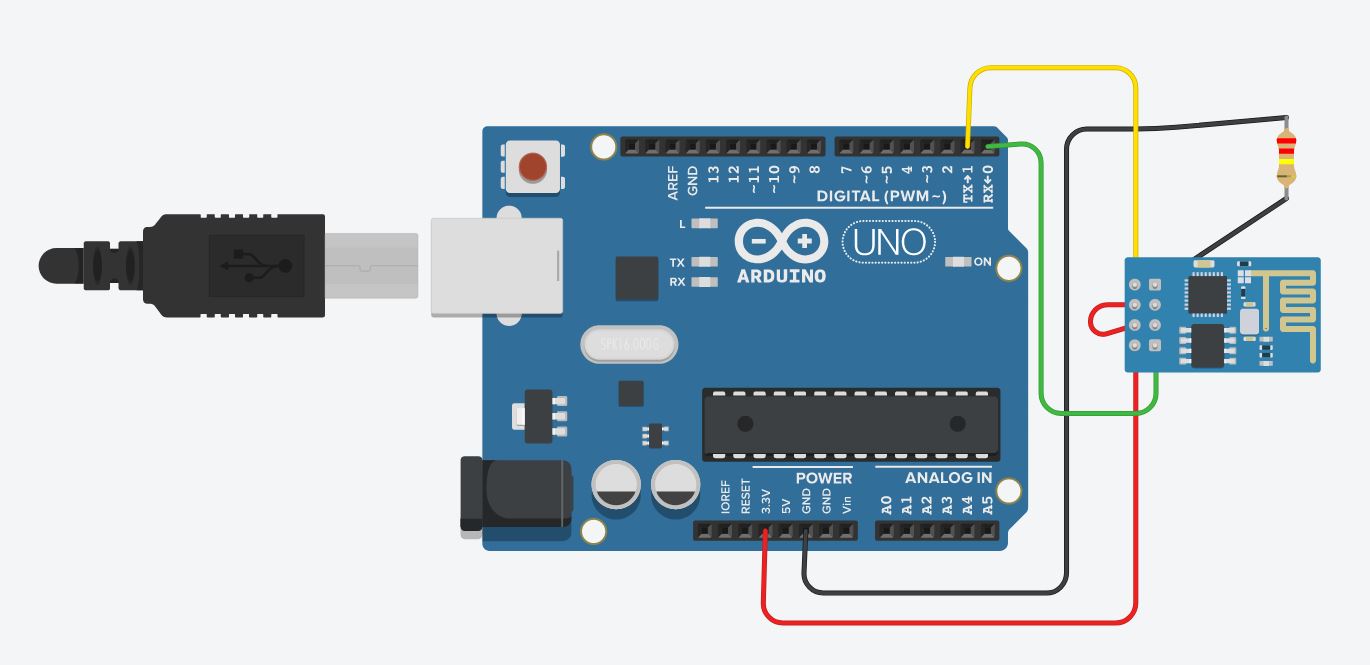 AREF
GND
13
12
~11
~10
~9
8
7
~6
~5
4
~3
2
TX→1
RX←0
DIGITAL (PWM~)
L
TX
RX
UNO
ARDUINO
ON
SPK16.000G
POWER
ANALOG IN
IOREF
RESET
3.3V
5V
GND
GND
Vin
A0
A1
A2
A3
A4
A5